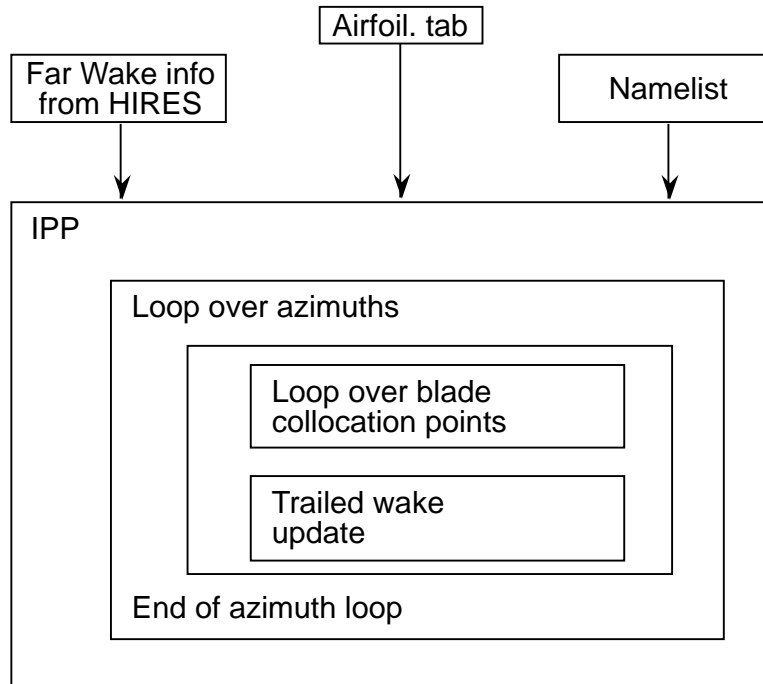 Airfoil. tab
Far Wake info
from HIRES
Namelist
IPP
Loop over azimuths
Loop over blade
collocation points
Trailed wake
update
End of azimuth loop